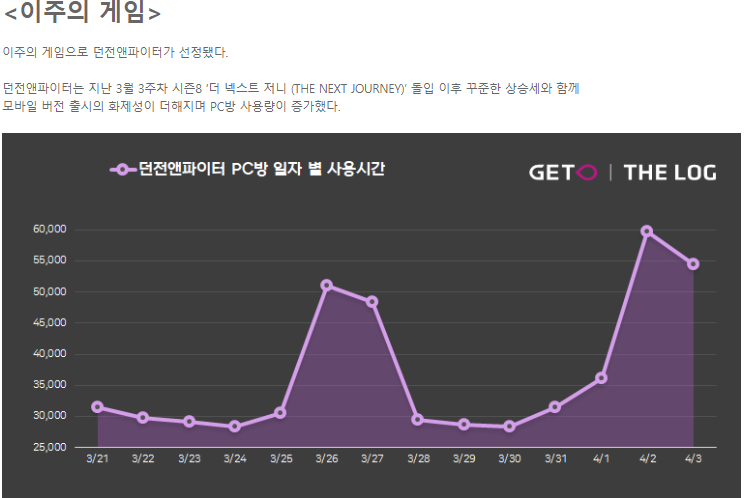 <이주의 게임>
이주의 게임으로 던전앤파이터가 선정됐다.
던전앤파이터는 지난 3월 3주차 시즌8 '더 넥스트 저니 (THE NEXT JOURNEY)' 돌입 이후 꾸준한 상승세와 함께
모바일 버전 출시의 화제성이 더해지며 PC방 사용량이 증가했다.
던전앤파이터 PC방 일자 별 사용시간
GETO | THE LOG
60,000
55,000
50,000
45,000
40,000
35,000
30,000
25,000
3/21 3/22 3/23 3/24 3/25 3/26 3/27 3/28 3/29 3/30 3/31 4/1 4/2 4/3